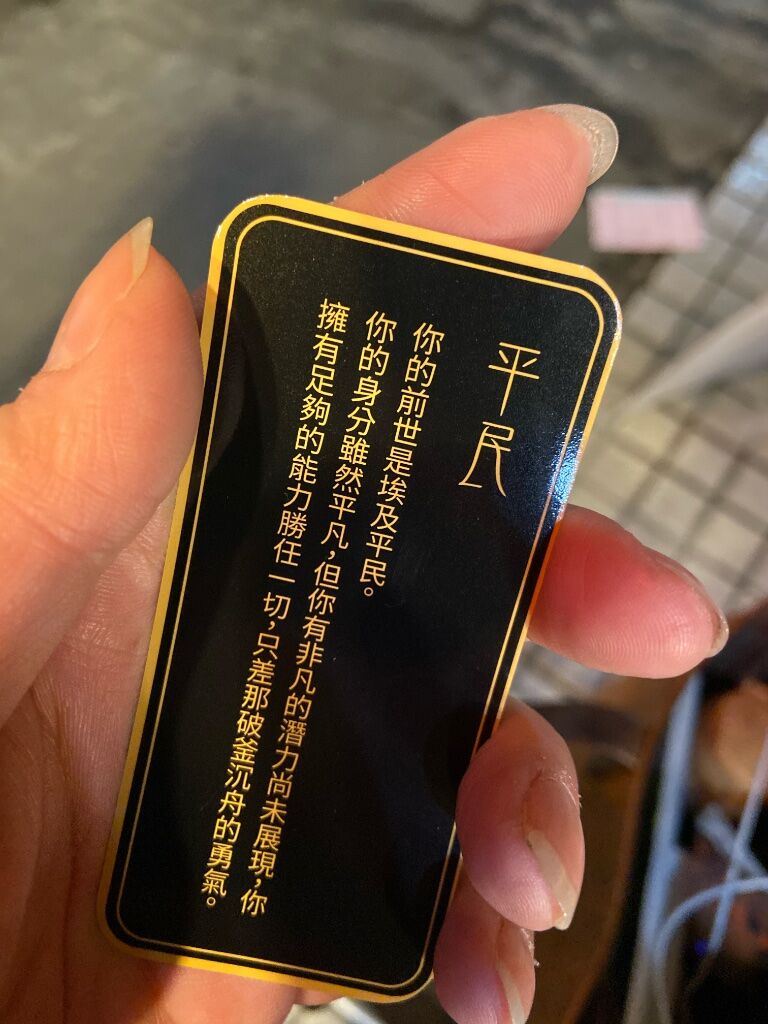 平民
你的前世是埃及平民。
你的身分雖然平凡,但你有非凡的潛力尚未展現,你
擁有足夠的能力勝任一切,只差那破釜沉舟的勇氣。